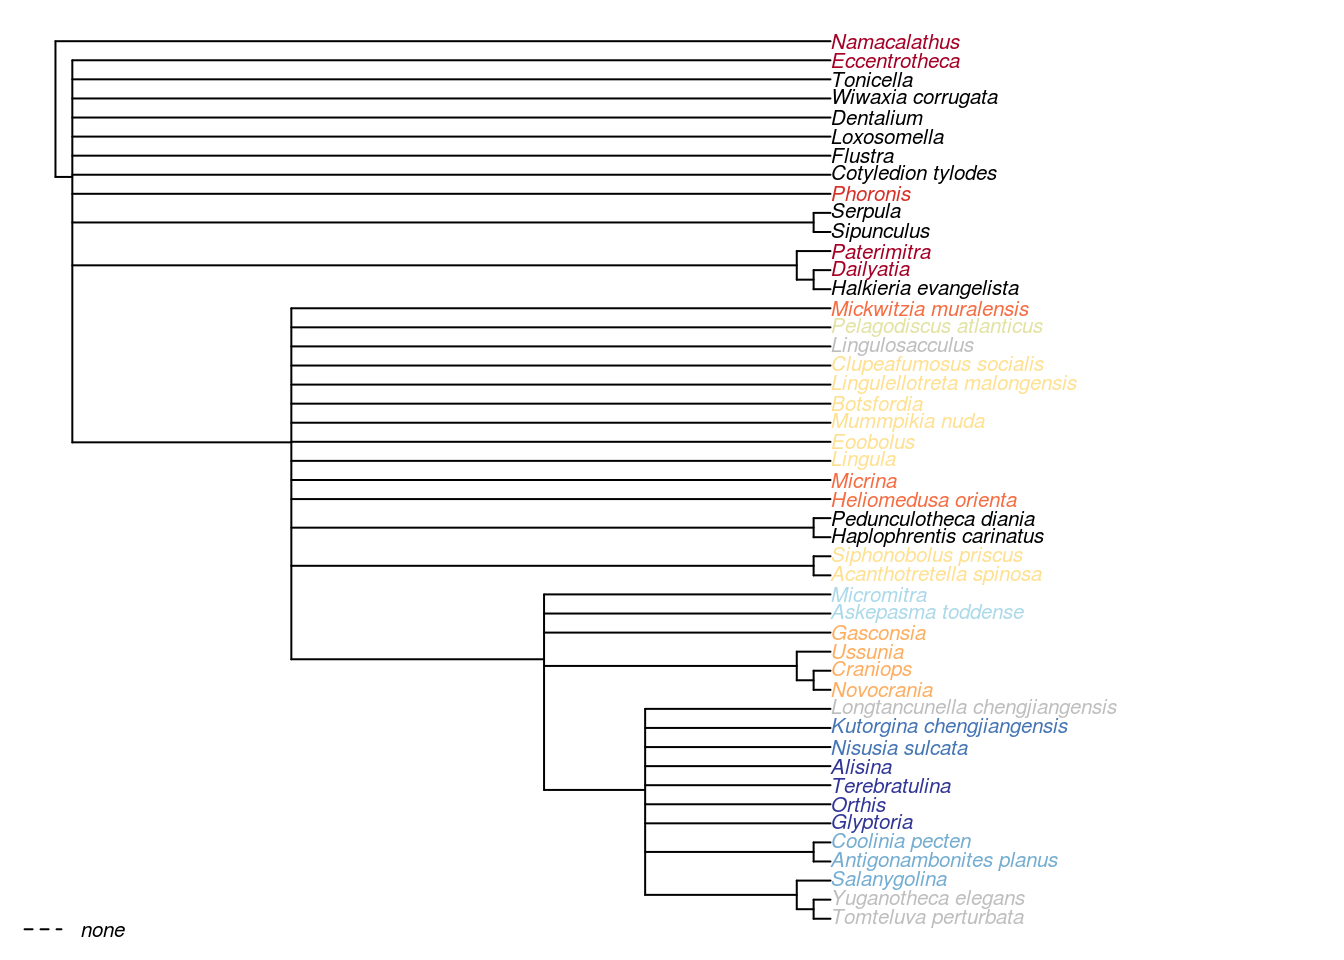 Namacalathus
Eccentrotheca
Tonicella
Wiwaxia corrugata
Dentalium
Loxosomella
Flustra
Cotyledion tylodes
Phoronis
Serpula
Sipunculus
Paterimitra
Dailyatia
Halkieria evangelista
Mickwitzia muralensis
Pelagodiscus atlanticus
Lingulosacculus
Clupeafumosus socialis
Lingulellotreta malongensis
Botsfordia
Mummpikia nuda
Eoobolus
Lingula
Micrina
Heliomedusa orienta
Pedunculotheca diania
Haplophrentis carinatus
Siphonobolus priscus
Acanthotretella spinosa
Micromitra
Askepasma toddense
Gasconsia
Ussunia
Craniops
Novocrania
Longtancunella chengjiangensis
Kutorgina chengjiangensis
Nisusia sulcata
Alisina
Terebratulina
Orthis
Glyptoria
Coolinia pecten
Antigonambonites planus
Salanygolina
Yuganotheca elegans
Tomteluva perturbata
none